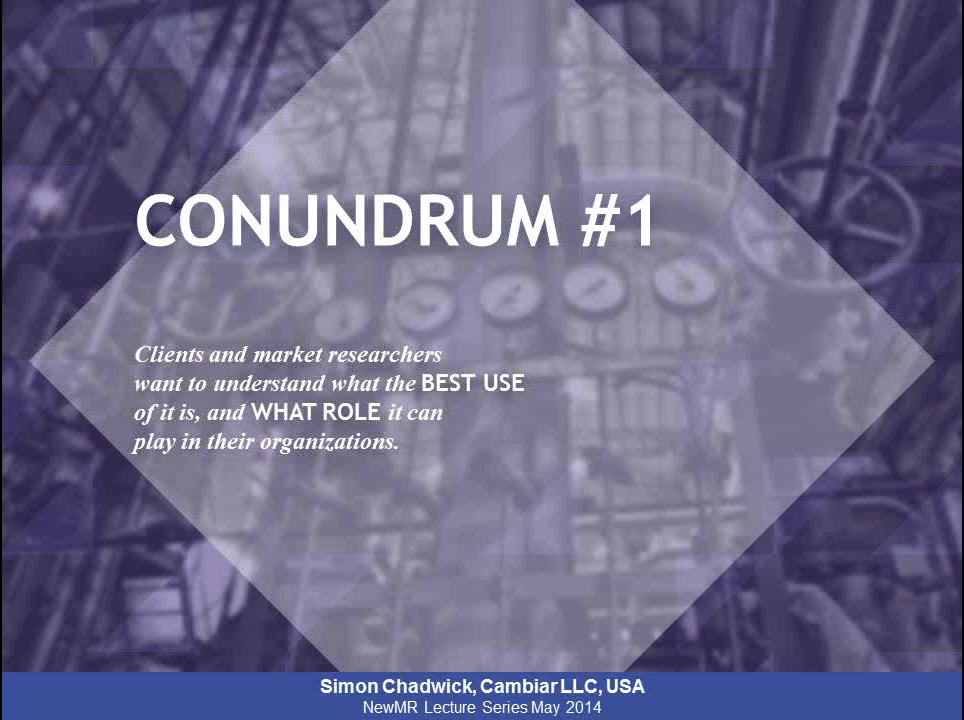 CONUNDRUM #1
Clients and market researchers
want to understand what the BEST USE
of it is, and WHAT ROLE it can
play in their organizations.
Simon Chadwick, Cambiar LLC, USA
NewMR Lecture Series May 2014